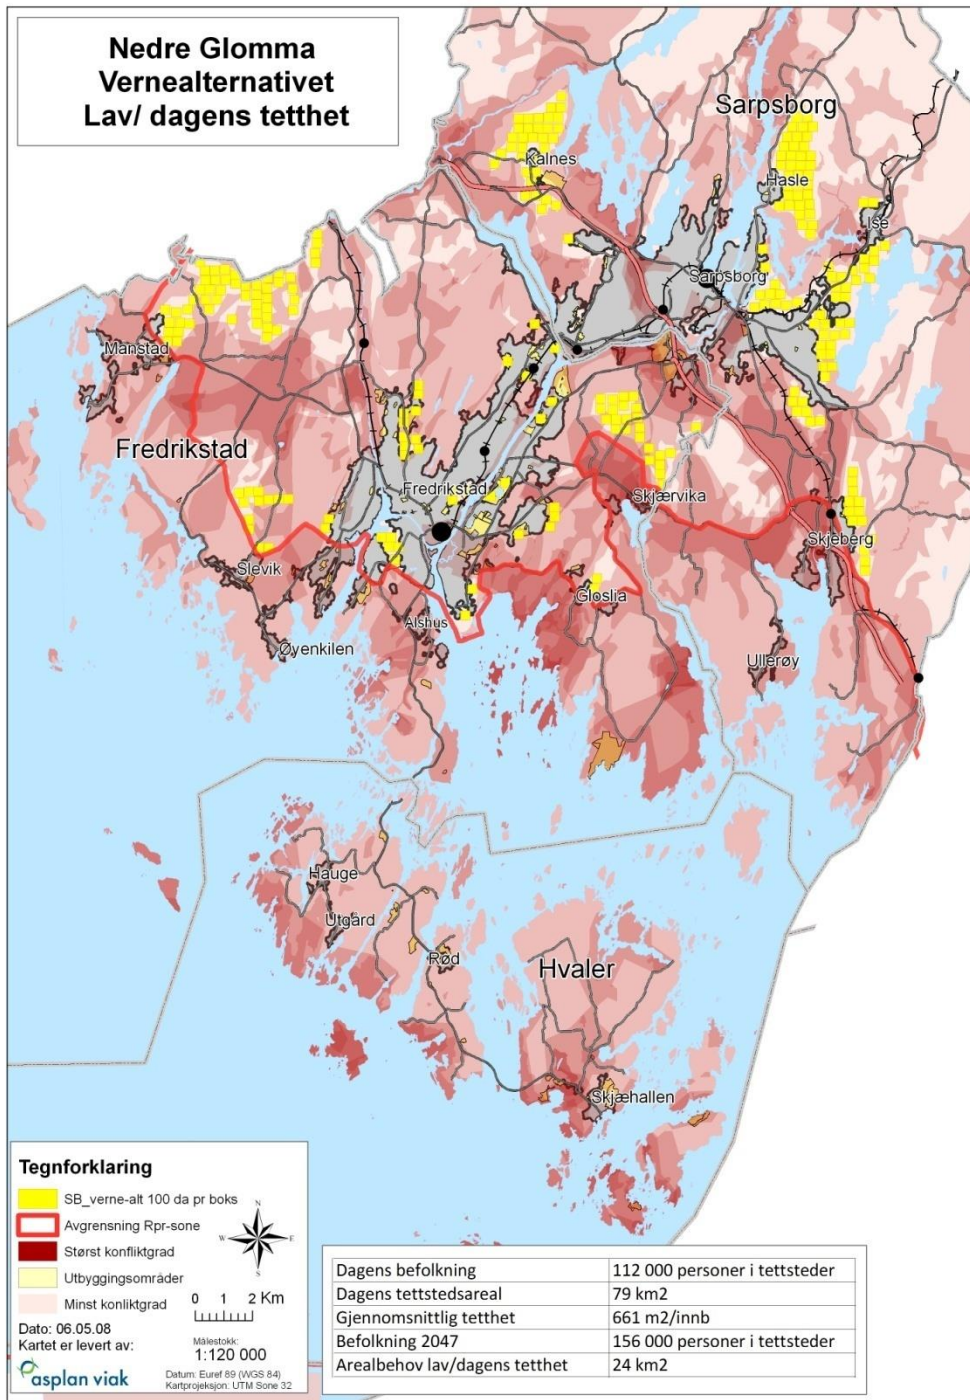 Nedre Glomma
Vernealternativet
Lav/ dagens tetthet
Sarpsborg
Kalnes
Hasle
Ise
Sarpsborg
Manstad
Fredrikstad
Fredrikstad
Skjærvika
Skjeberg
Slevik
Gloslia
Alshus
Øyenkilen
Ullerøy
Hauge
Utgård
Rød
Hvaler
Skjæhallen
Tegnforklaring
SB_verne-alt 100 da pr boks
Avgrensning Rpr-sone
Størst konfliktgrad
Utbyggingsområder
Minst konliktgrad
N
W
E
S
0 1 2 Km
Dato: 06.05.08
Kartet er levert av:
asplan viak
Målestokk:
1:120 000
Datum: Euref 89 (WGS 84)
Kartprojeksjon: UTM Sone 32
Dagens befolkning 112 000 personer i tettsteder
Dagens tettstedsareal 79 km2
Gjennomsnittlig tetthet 661 m2/innb
Befolkning 2047 156 000 personer i tettsteder
Arealbehov lav/dagens tetthet 24 km2